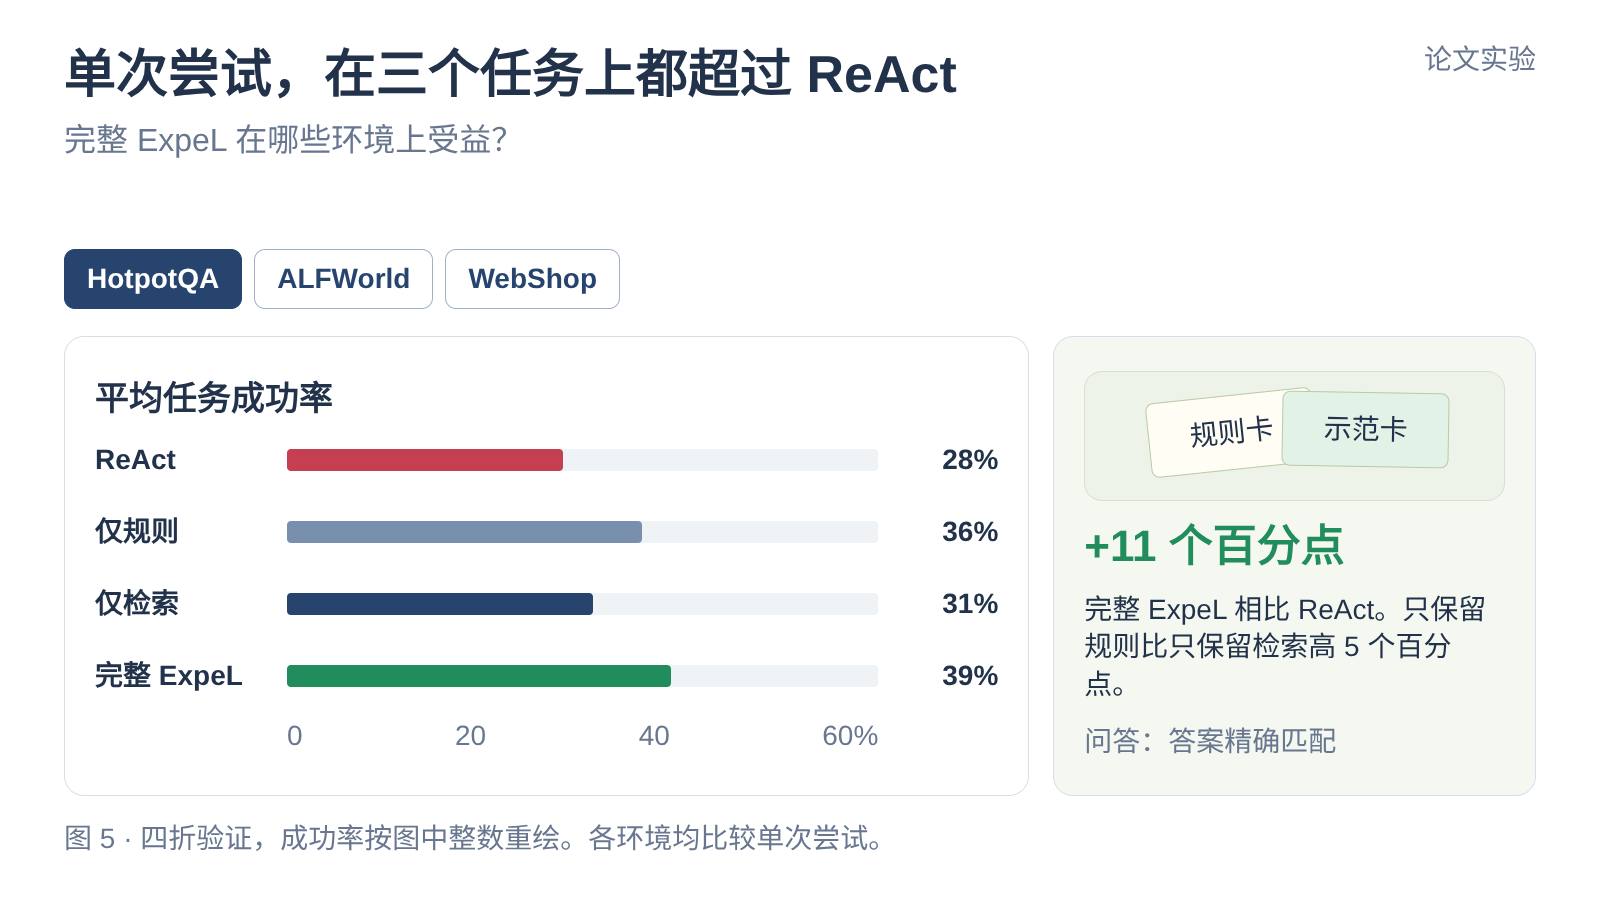 单次尝试，在三个任务上都超过 ReAct
论文实验
完整 ExpeL 在哪些环境上受益？
HotpotQA
ALFWorld
WebShop
平均任务成功率
ReAct
28%
仅规则
36%
仅检索
31%
完整 ExpeL
39%
0
20
40
60%
规则卡
示范卡
+11 个百分点
完整 ExpeL 相比 ReAct。只保留
规则比只保留检索高 5 个百分
点。
问答：答案精确匹配
图 5 · 四折验证，成功率按图中整数重绘。各环境均比较单次尝试。